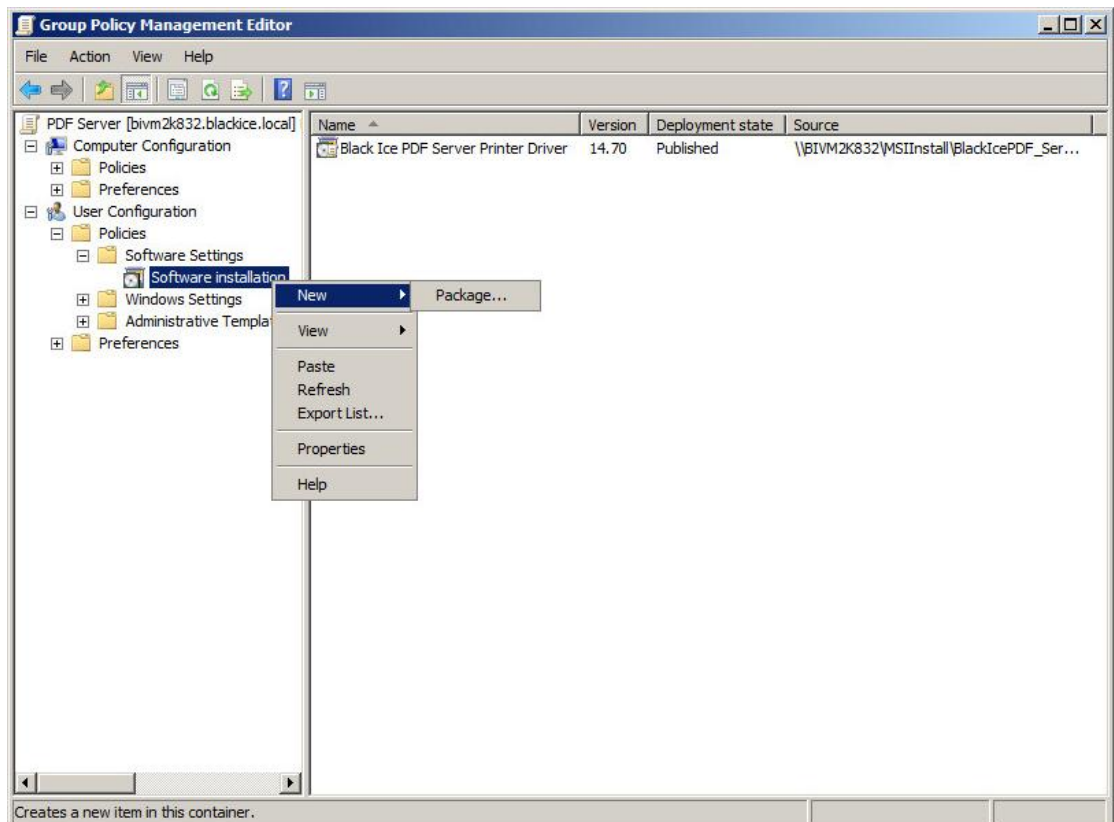 Group Policy Management Editor
File Action View Help
PDF Server [bivm2k832.blackice.local]
Computer Configuration
Policies
Preferences
User Configuration
Policies
Software Settings
Software installation
Windows Settings
Administrative Templa
Preferences
Name Version Deployment state Source
Black Ice PDF Server Printer Driver 14.70 Published \\BIVM2K832\MSIInstall\BlackIcePDF_Ser...
New
Package...
View
Paste
Refresh
Export List...
Properties
Help
Creates a new item in this container.